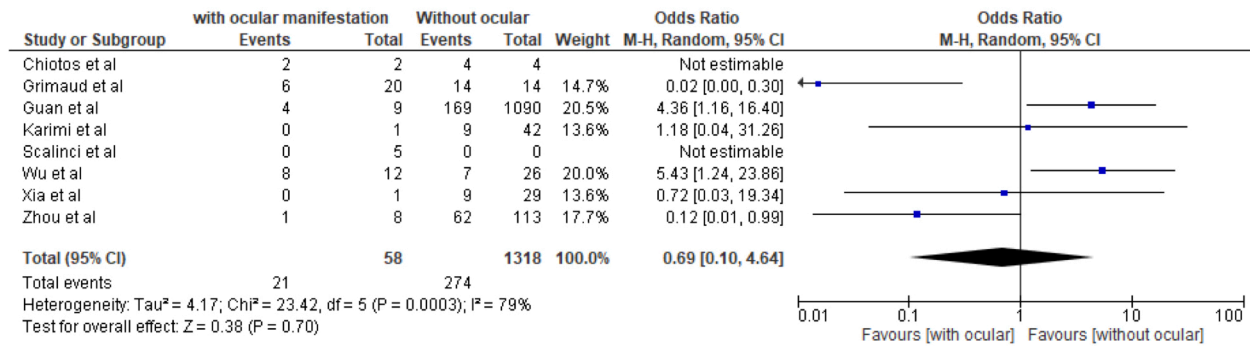 with ocular manifestation Without ocular Odds Ratio Odds Ratio
Study or Subgroup Events Total Events Total Weight M-H, Random, 95% CI M-H, Random, 95% CI
Chiotos et al 2 2 4 4 Not estimable
Grimaud et al 6 20 14 14 14.7% 0.02 [0.00, 0.30]
Guan et al 4 9 169 1090 20.5% 4.36 [1.16, 16.40]
Karimi et al 0 1 9 42 13.6% 1.18 [0.04, 31.26]
Scalinci et al 0 5 0 0 Not estimable
Wu et al 8 12 7 26 20.0% 5.43 [1.24, 23.86]
Xia et al 0 1 9 29 13.6% 0.72 [0.03, 19.34]
Zhou et al 1 8 62 113 17.7% 0.12 [0.01, 0.99]
Total (95% CI) 58 1318 100.0% 0.69 [0.10, 4.64]
Total events 21 274
Heterogeneity: Tau² = 4.17; Chi² = 23.42, df = 5 (P = 0.0003); I² = 79%
Test for overall effect: Z = 0.38 (P = 0.70)
0.01 0.1 1 10 100
Favours [with ocular] Favours [without ocular]